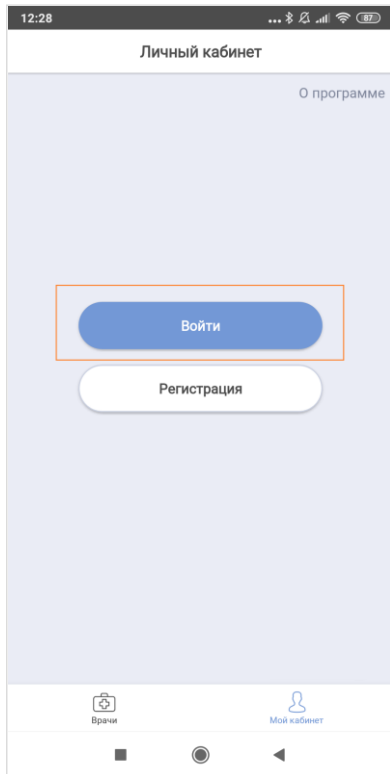 12:28
87
Личный кабинет
О программе
Войти
Регистрация
Врачи
Мой кабинет